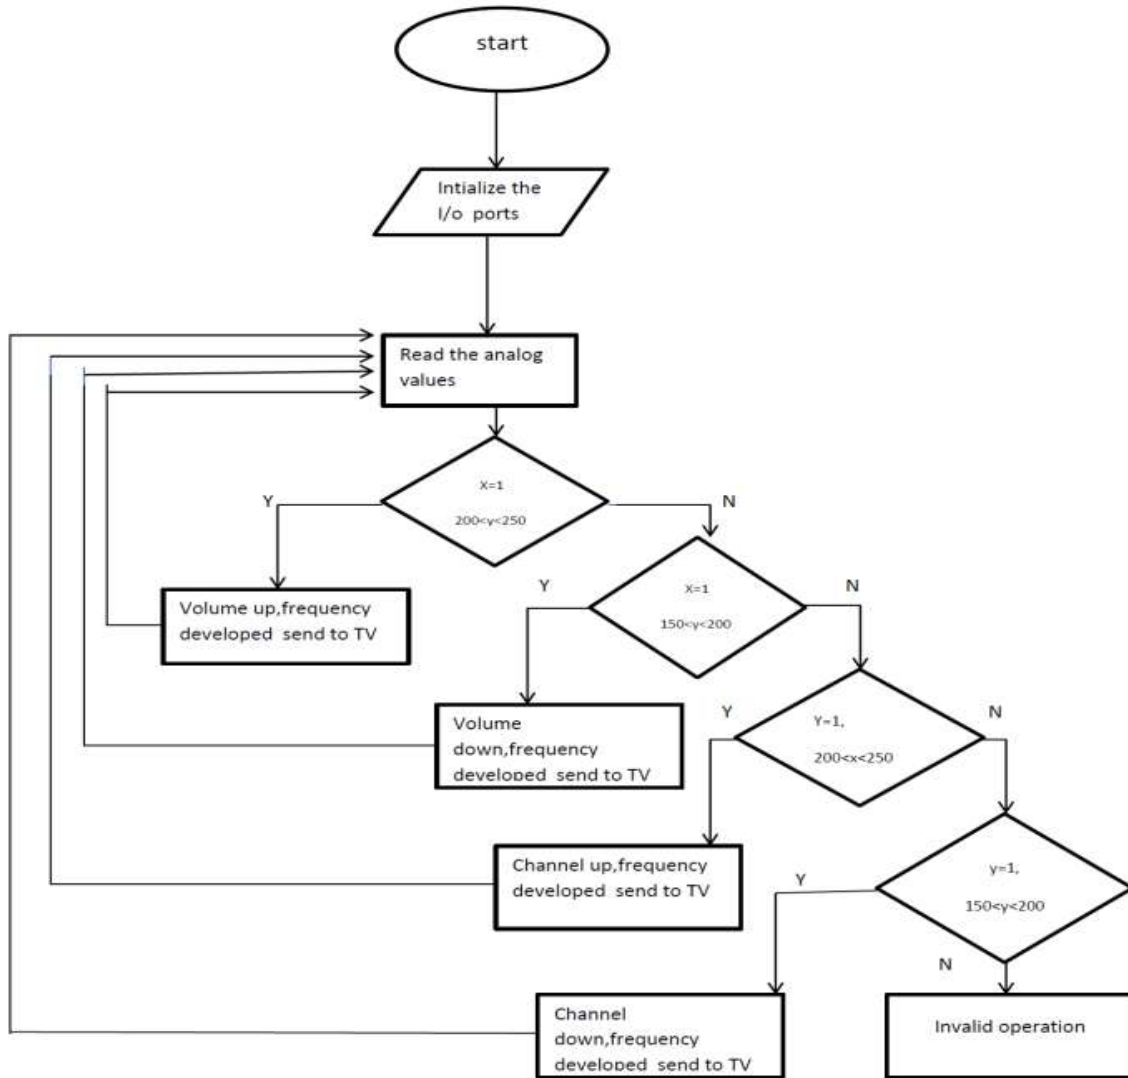 start
Intialize the
I/o ports
Read the analog
values
X=1
200<y<250
Y
N
Volume up,frequency
developed send to TV
X=1
150<y<200
Y
N
Volume
down,frequency
developed send to TV
Y=1,
200<x<250
Y
N
Channel up,frequency
developed send to TV
y=1,
150<y<200
Y
N
Channel
down,frequency
developed send to TV
Invalid operation